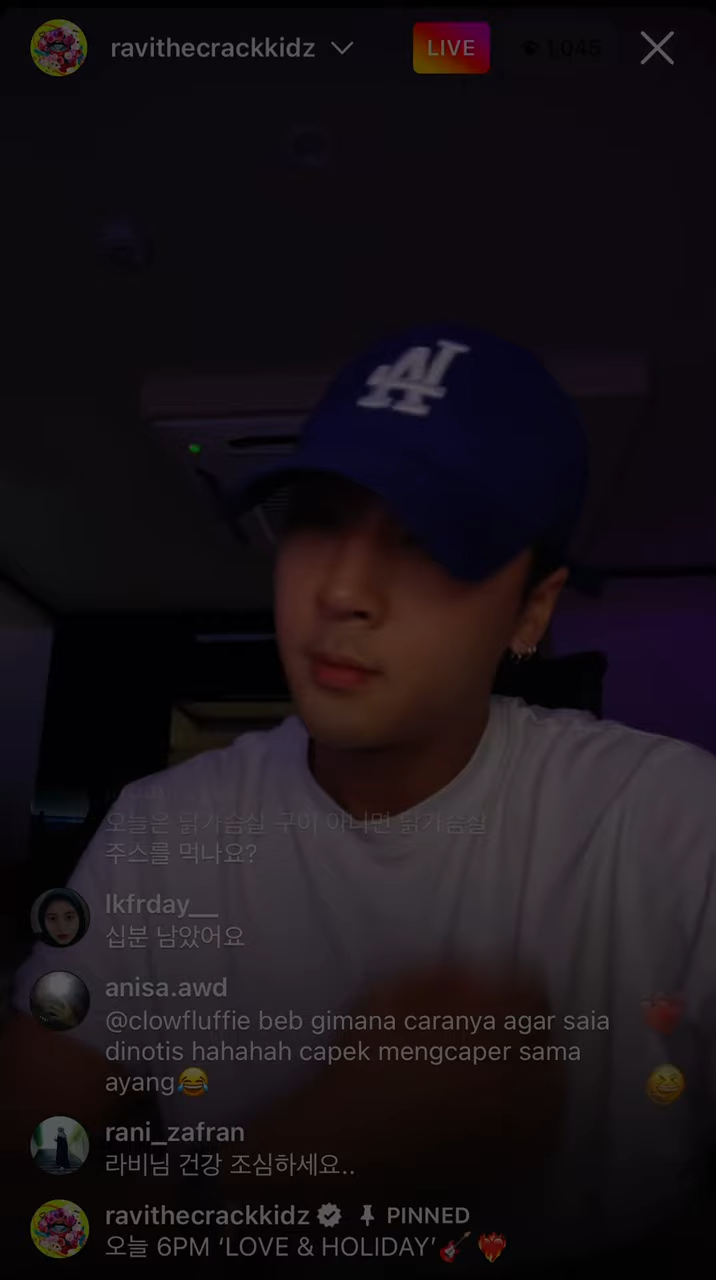 ravithecrackkidz
LIVE
1,045
LA
오늘은 닭가슴살 구이 아니면 닭가슴살
주스를 먹나요?
lkfrday__
십분 남았어요
anisa.awd
@clowfluffie beb gimana caranya agar saia
dinotis hahahah capek mengcaper sama
ayang😂
rani_zafran
라비님 건강 조심하세요..
ravithecrackkidz PINNED
오늘 6PM ‘LOVE & HOLIDAY’🎸❤️‍🔥